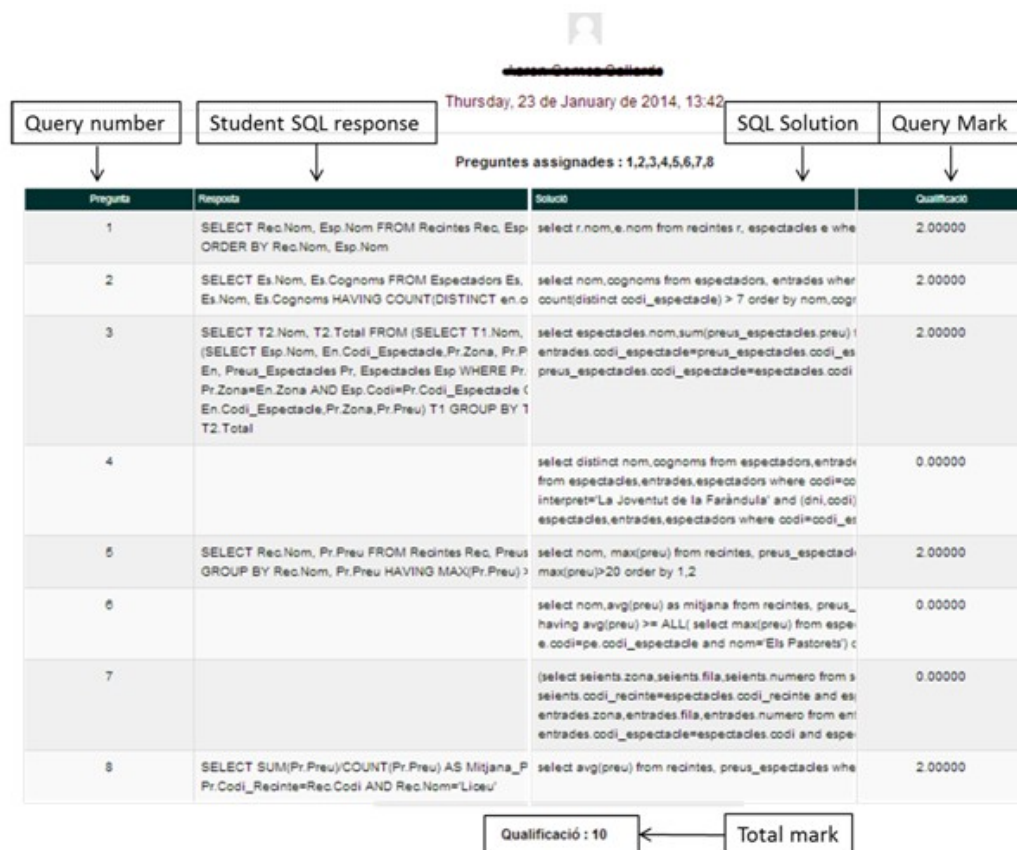 Thursday, 23 de January de 2014, 13:42
Query number
Student SQL response
SQL Solution
Query Mark
Preguntes assignades : 1,2,3,4,5,6,7,8
Pregunta Resposta Solució Qualificació
1
SELECT Rec.Nom, Esp.Nom FROM Recintes Rec, Esp
ORDER BY Rec.Nom, Esp.Nom
select r.nom,e.nom from recintes r, espectacles e whe
2.00000
2
SELECT Es.Nom, Es.Cognoms FROM Espectadors Es,
Es.Nom, Es.Cognoms HAVING COUNT(DISTINCT en.c
select nom,cognoms from espectadors, entrades wher
count(distinct codi_espectacle) > 7 order by nom,cogr
2.00000
3
SELECT T2.Nom, T2.Total FROM (SELECT T1.Nom,
(SELECT Esp.Nom, En.Codi_Espectacle,Pr.Zona, Pr.P
En, Preus_Espectacles Pr, Espectacles Esp WHERE Pr.
Pr.Zona=En.Zona AND Esp.Codi=Pr.Codi_Espectacle
En.Codi_Espectacle,Pr.Zona,Pr.Preu) T1 GROUP BY T
T2.Total
select espectacles.nom,sum(preus_espectacles.preu)
entrades.codi_espectacle=preus_espectacles.codi_es
preus_espectacles.codi_espectacle=espectacles.codi
2.00000
4
select distinct nom,cognoms from espectadors,entrade
from espectacles,entrades,espectadors where codi=co
interpret='La Joventut de la Faràndula' and (dni,codi)
espectacles,entrades,espectadors where codi=codi_es
0.00000
5
SELECT Rec.Nom, Pr.Preu FROM Recintes Rec, Preus
GROUP BY Rec.Nom, Pr.Preu HAVING MAX(Pr.Preu) >
select nom, max(preu) from recintes, preus_espectacl
max(preu)>20 order by 1,2
2.00000
6
select nom,avg(preu) as mitjana from recintes, preus_
having avg(preu) >= ALL( select max(preu) from espe
e.codi=pe.codi_espectacle and nom='Els Pastorets')
0.00000
7
(select seients.zona,seients.fila,seients.numero from s
seients.codi_recinte=espectacles.codi_recinte and es
entrades.zona,entrades.fila,entrades.numero from en
entrades.codi_espectacle=espectacles.codi and espe
0.00000
8
SELECT SUM(Pr.Preu)/COUNT(Pr.Preu) AS Mitjana_P
Pr.Codi_Recinte=Rec.Codi AND Rec.Nom='Liceu'
select avg(preu) from recintes, preus_espectacles whe
2.00000
Qualificació : 10
Total mark